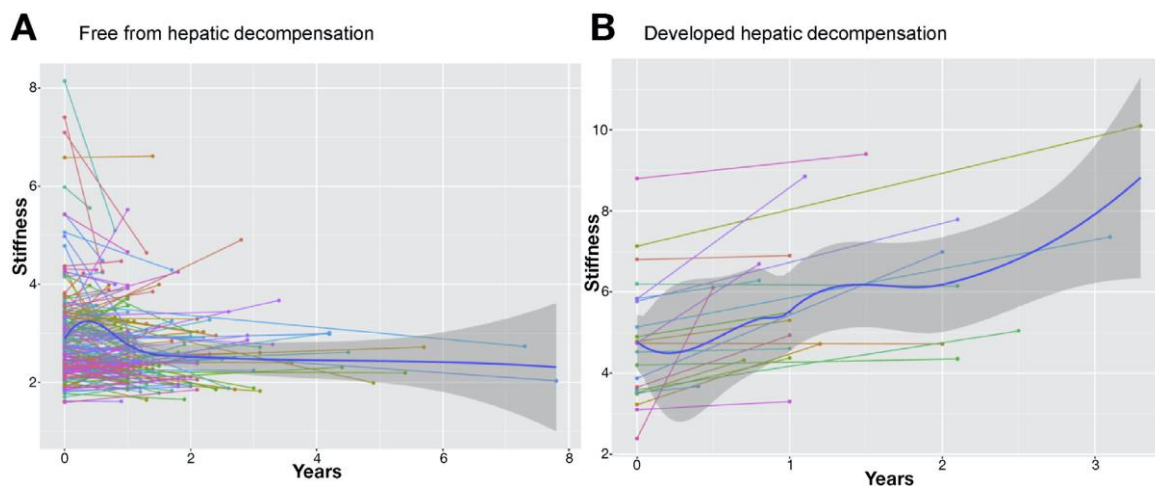 A Free from hepatic decompensation
8
6
4
2
Stiffness
0 2 4 6 8
Years
B Developed hepatic decompensation
10
8
6
4
2
Stiffness
0 1 2 3
Years